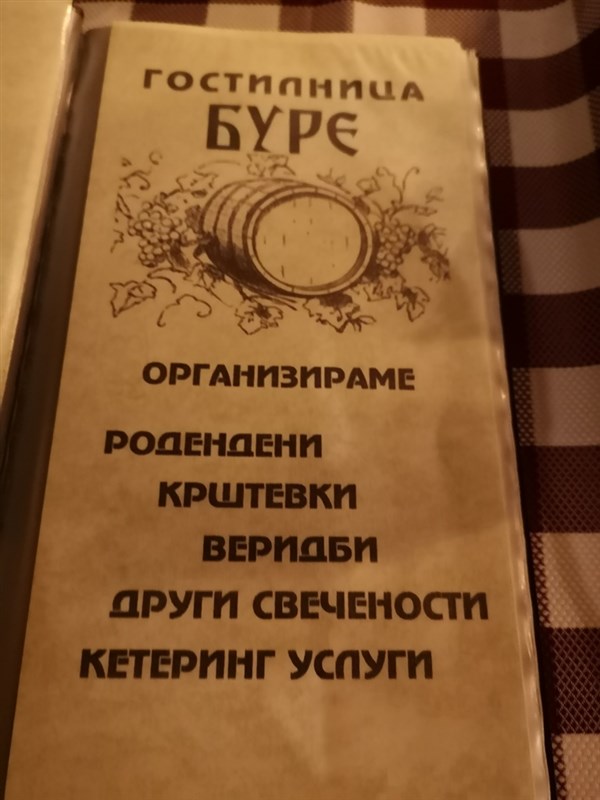 ГОСТИЛНИЦА
БУРЕ
ОРГАНИЗИРАМЕ
РОДЕНДЕНИ
КРШТЕВКИ
ВЕРИДБИ
ДРУГИ СВЕЧЕНОСТИ
КЕТЕРИНГ УСЛУГИ